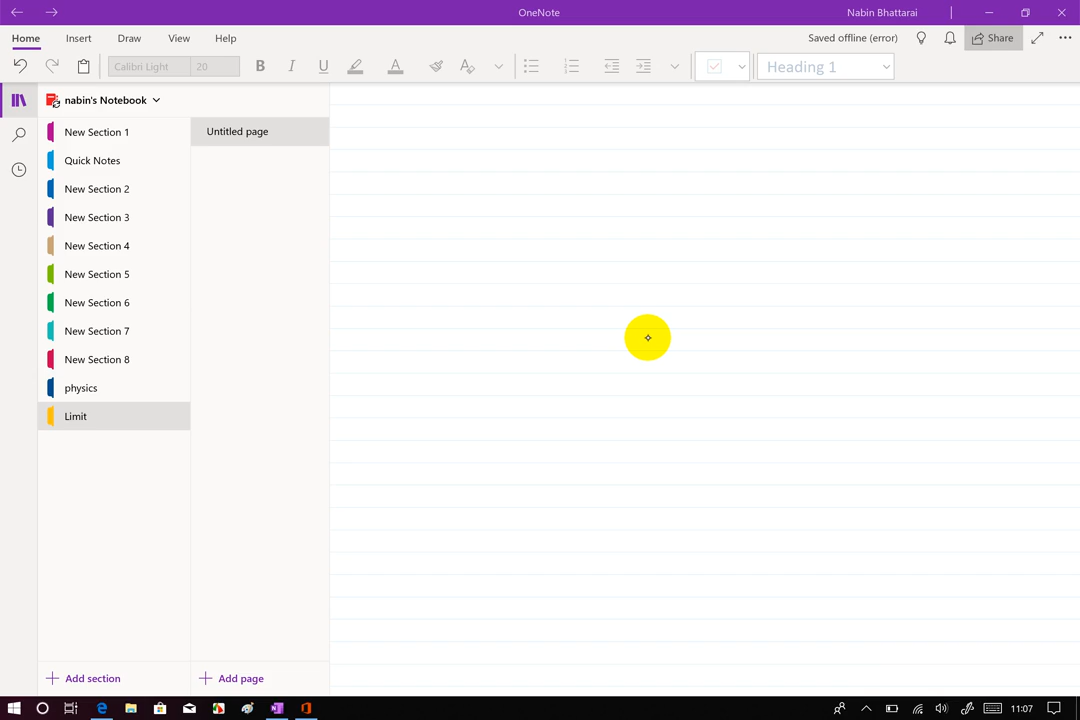 OneNote
Nabin Bhattarai
Home
Insert
Draw
View
Help
Saved offline (error)
Share
Calibri Light
20
B
I
U
A
Heading 1
nabin's Notebook
New Section 1
Untitled page
Quick Notes
New Section 2
New Section 3
New Section 4
New Section 5
New Section 6
New Section 7
New Section 8
physics
Limit
Add section
Add page
11:07